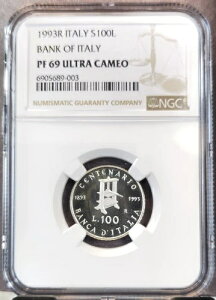 1993R ITALY S100L
BANK OF ITALY
PF 69 ULTRA CAMEO
6905689-003
NUMISMATIC GUARANTY COMPANY
NGC
CENTENARIO
1893 1993
L.100
BANCA D'ITALIA